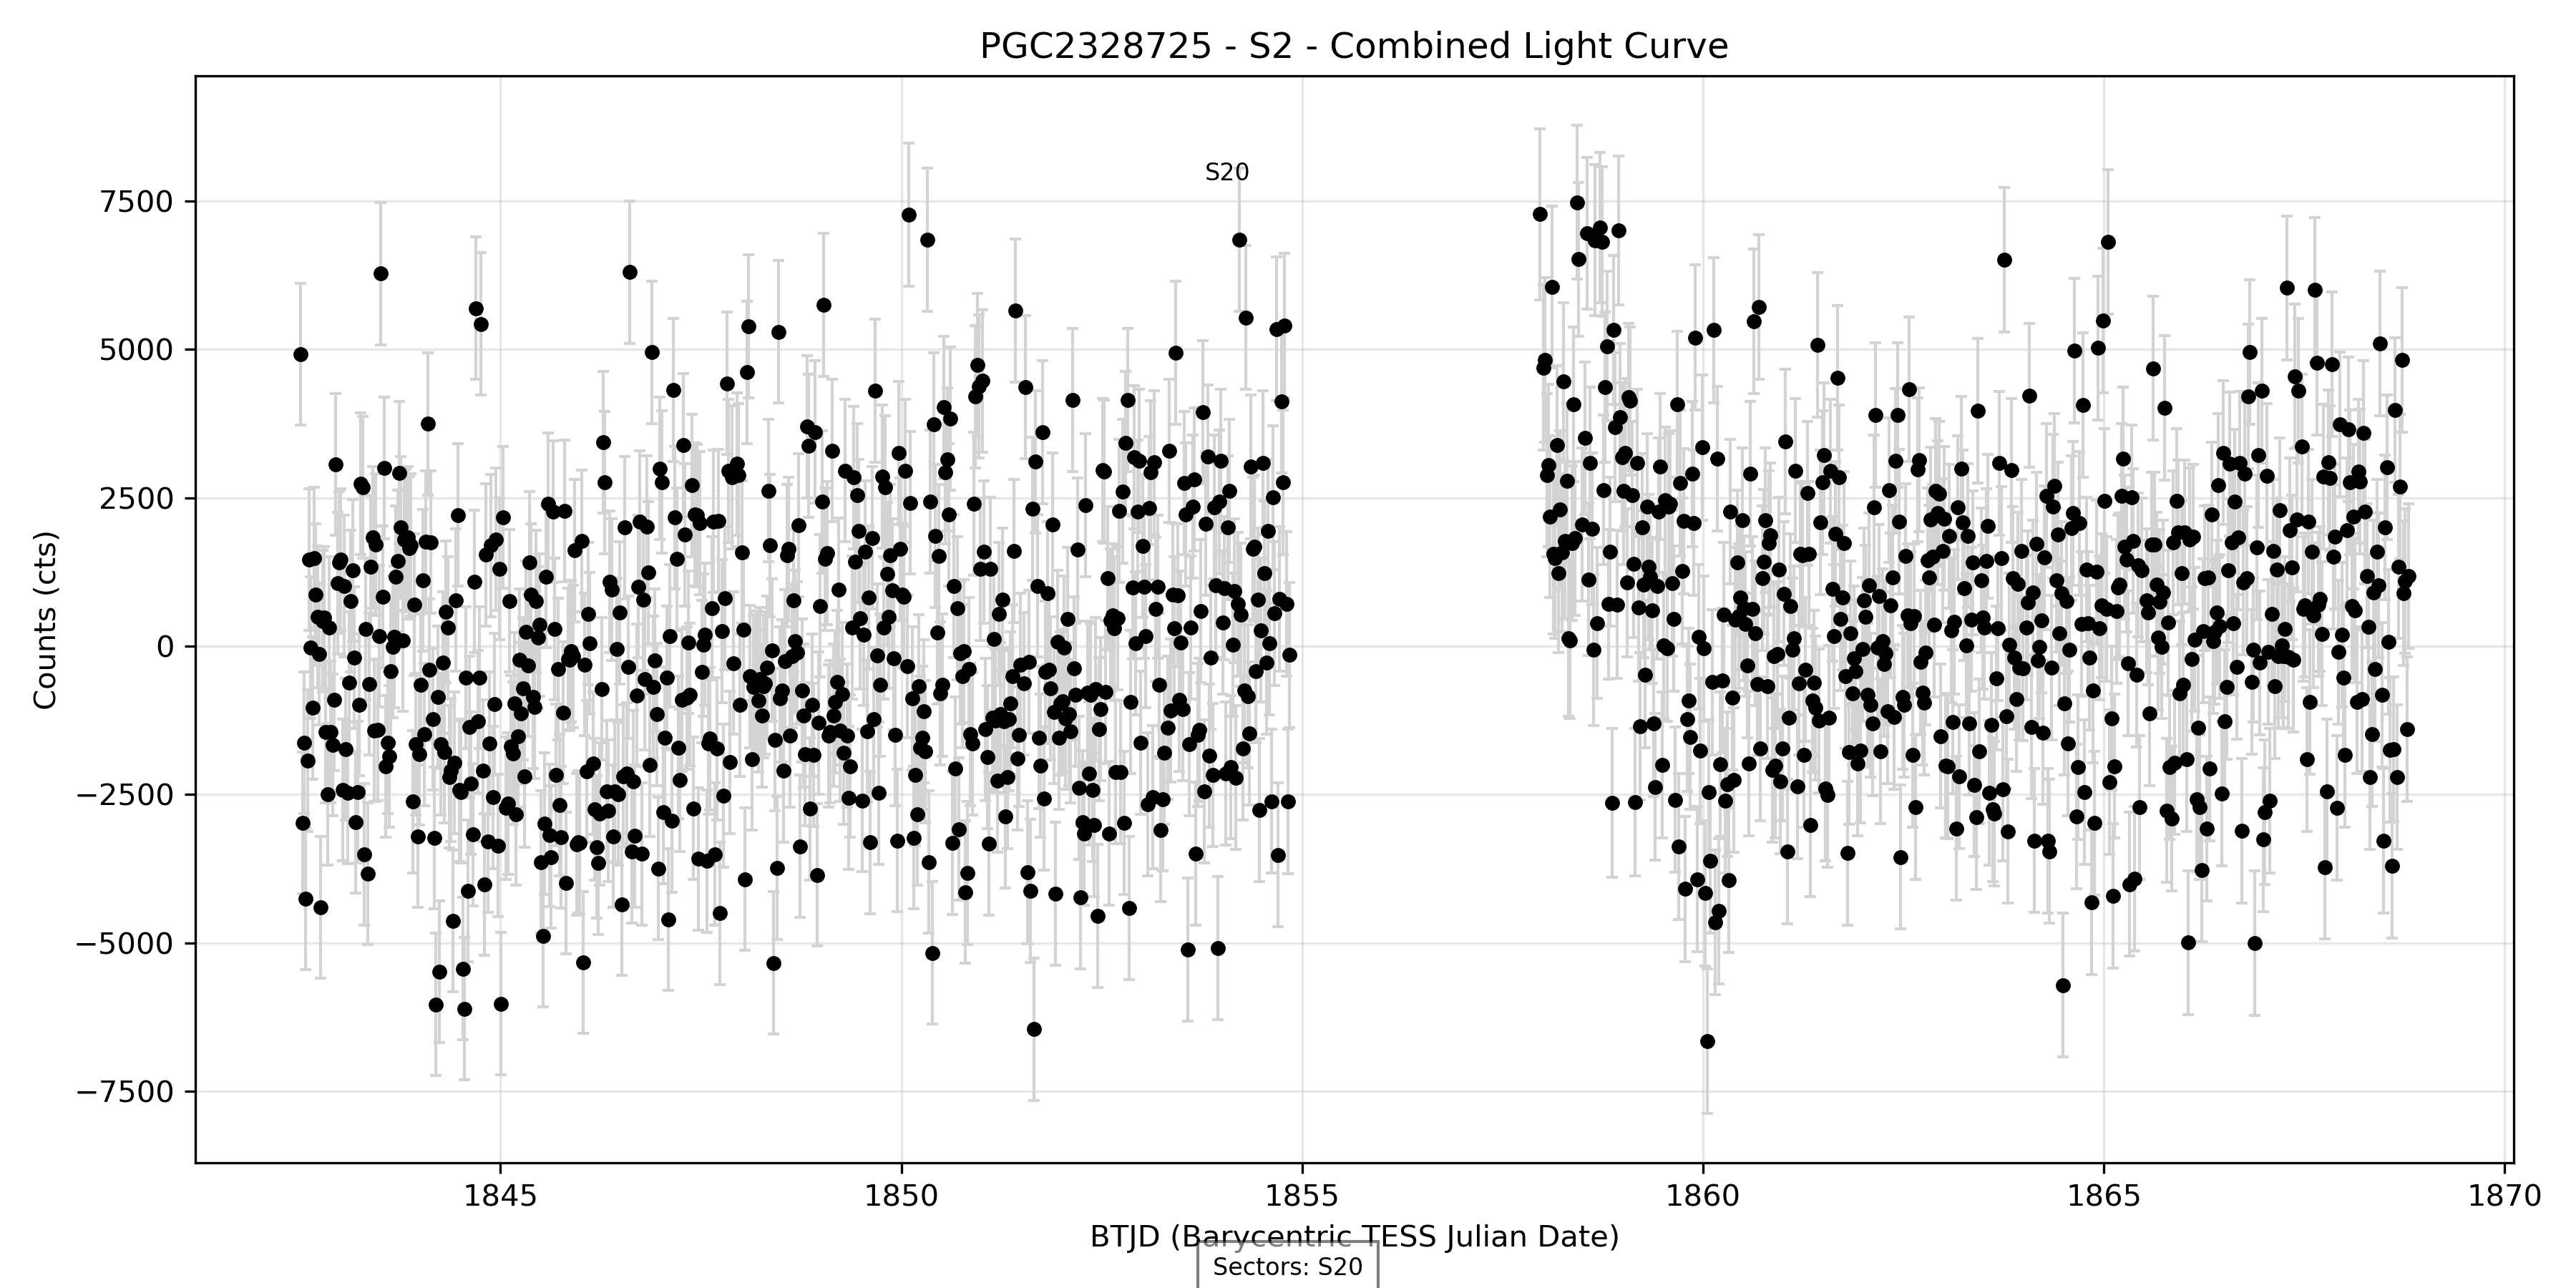 PGC2328725 - S2 - Combined Light Curve
S20
7500
5000
2500
0
−2500
−5000
−7500
Counts (cts)
1845
1850
1855
1860
1865
1870
BTJD (Barycentric TESS Julian Date)
Sectors: S20